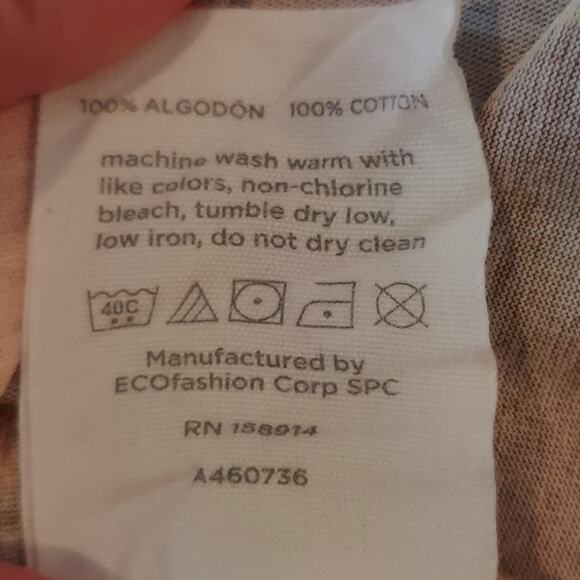 100% ALGODÓN 100% COTTON
machine wash warm with
like colors, non-chlorine
bleach, tumble dry low,
low iron, do not dry clean
40C
Manufactured by
ECOfashion Corp SPC
RN 158914
A460736